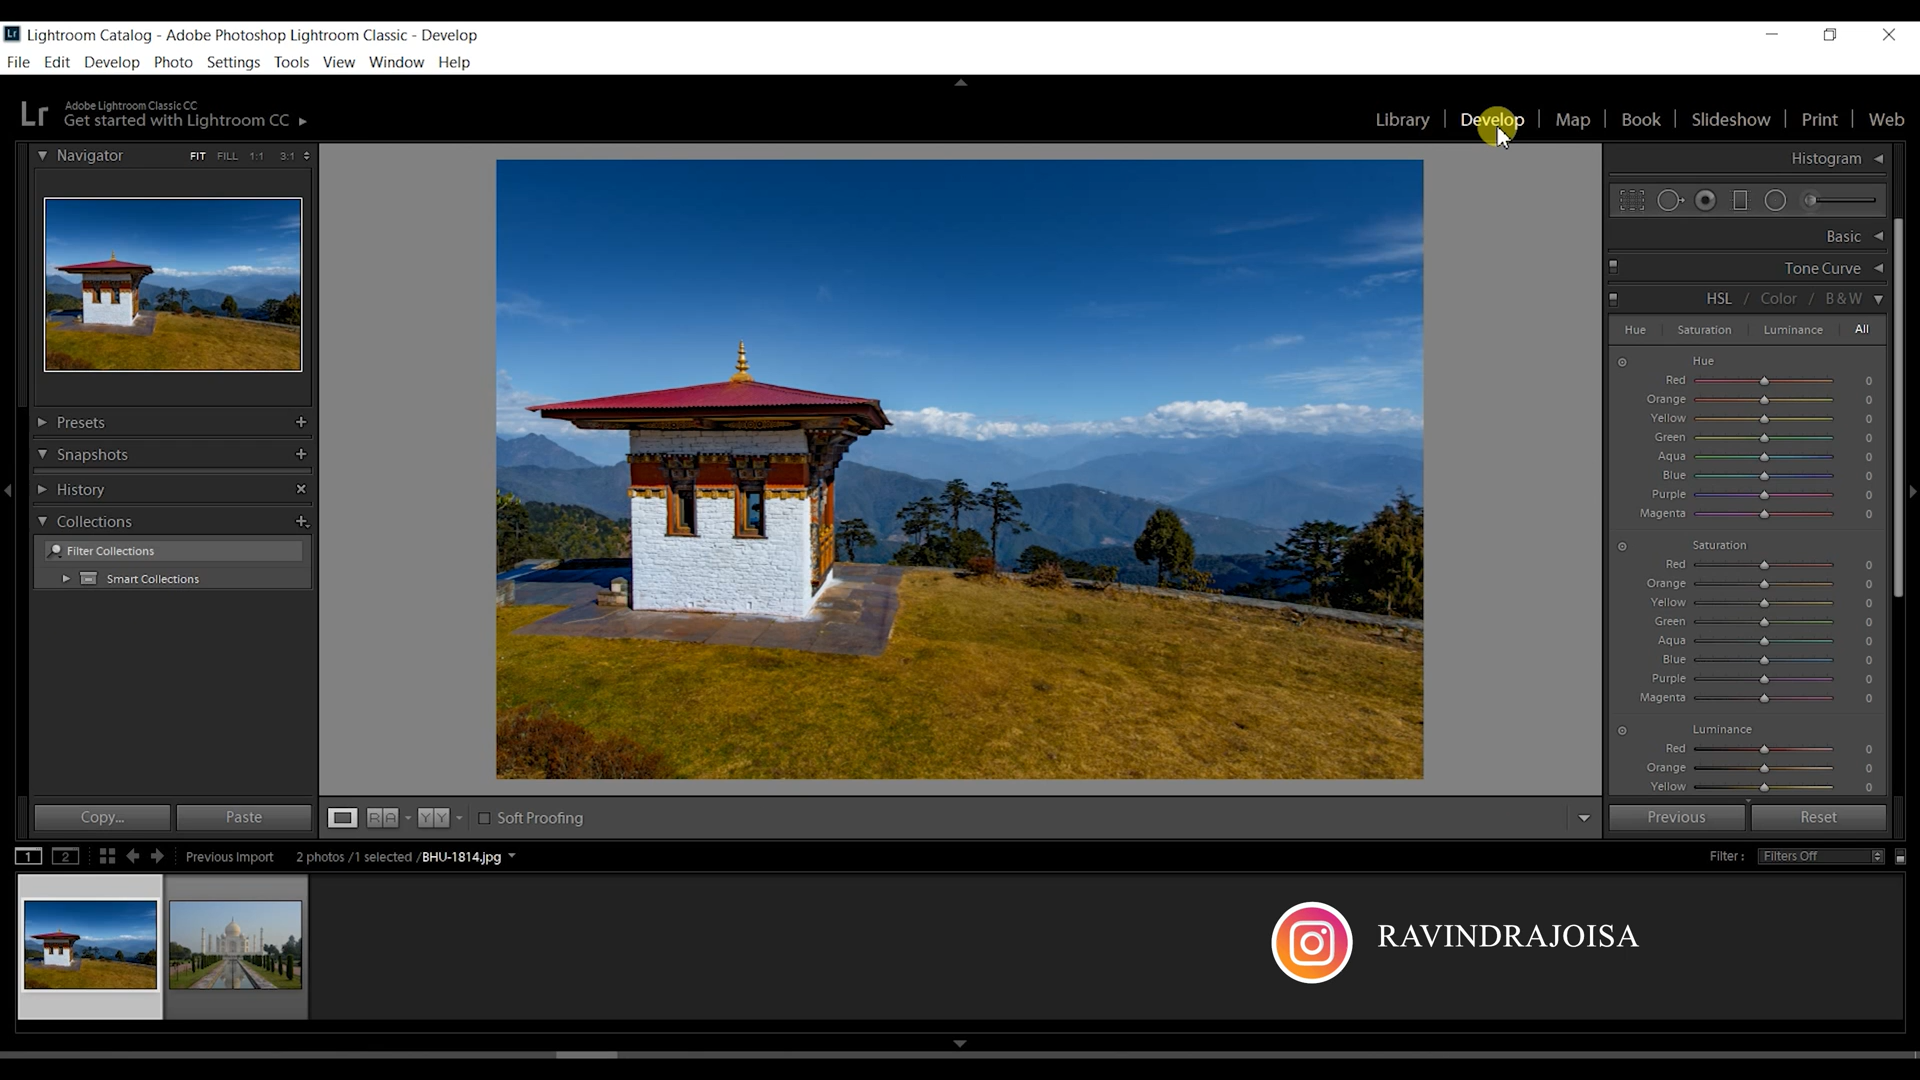 Lr Lightroom Catalog - Adobe Photoshop Lightroom Classic - Develop
File Edit Develop Photo Settings Tools View Window Help
Lr Adobe Lightroom Classic CC
Get started with Lightroom CC
Library Develop Map Book Slideshow Print Web
Navigator FIT FILL 1:1 3:1
Presets +
Snapshots +
History ×
Collections +
Filter Collections
Smart Collections
Copy... Paste
Soft Proofing
Histogram
Basic
Tone Curve
HSL / Color / B & W
Hue Saturation Luminance All
Hue
Red 0
Orange 0
Yellow 0
Green 0
Aqua 0
Blue 0
Purple 0
Magenta 0
Saturation
Red 0
Orange 0
Yellow 0
Green 0
Aqua 0
Blue 0
Purple 0
Magenta 0
Luminance
Red 0
Orange 0
Yellow 0
Previous Reset
1 2 Previous Import 2 photos / 1 selected / BHU-1814.jpg Filter : Filters Off
RAVINDRAJOISA